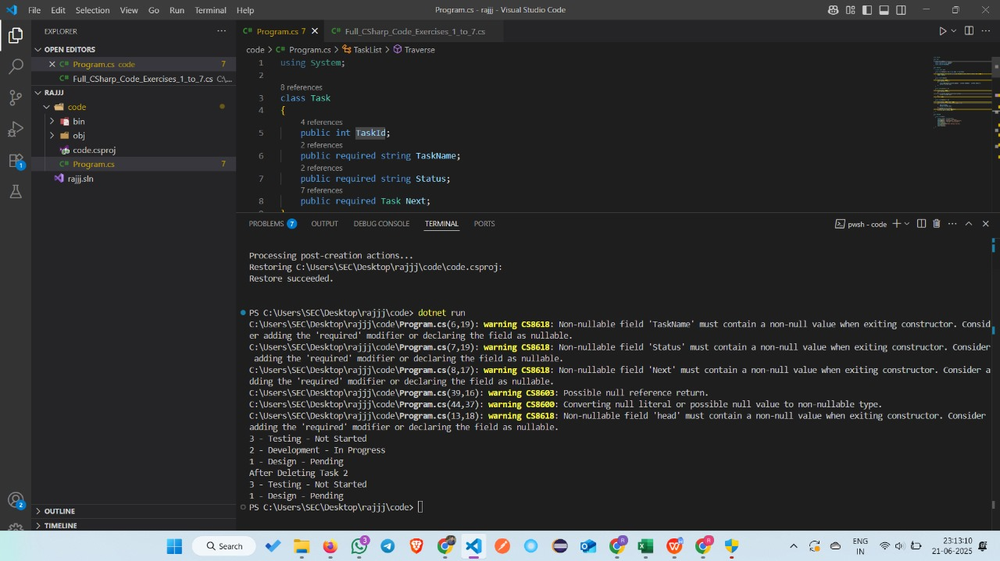 File Edit Selection View Go Run Terminal Help
Program.cs - rajjj - Visual Studio Code
EXPLORER
OPEN EDITORS
Program.cs code 7
Full_CSharp_Code_Exercises_1_to_7.cs C:\...
RAJJJ
code
bin
obj
code.csproj
Program.cs 7
rajjj.sln
OUTLINE
TIMELINE
1
2
Program.cs 7
Full_CSharp_Code_Exercises_1_to_7.cs
code > Program.cs > TaskList > Traverse
1 using System;
2
8 references
3 class Task
4 {
4 references
5 public int TaskId;
2 references
6 public required string TaskName;
2 references
7 public required string Status;
7 references
8 public required Task Next;
PROBLEMS 7 OUTPUT DEBUG CONSOLE TERMINAL PORTS
pwsh - code
Processing post-creation actions...
Restoring C:\Users\SEC\Desktop\rajjj\code\code.csproj:
Restore succeeded.
PS C:\Users\SEC\Desktop\rajjj\code> dotnet run
C:\Users\SEC\Desktop\rajjj\code\Program.cs(6,19): warning CS8618: Non-nullable field 'TaskName' must contain a non-null value when exiting constructor. Consid
er adding the 'required' modifier or declaring the field as nullable.
C:\Users\SEC\Desktop\rajjj\code\Program.cs(7,19): warning CS8618: Non-nullable field 'Status' must contain a non-null value when exiting constructor. Consider
adding the 'required' modifier or declaring the field as nullable.
C:\Users\SEC\Desktop\rajjj\code\Program.cs(8,17): warning CS8618: Non-nullable field 'Next' must contain a non-null value when exiting constructor. Consider a
dding the 'required' modifier or declaring the field as nullable.
C:\Users\SEC\Desktop\rajjj\code\Program.cs(39,16): warning CS8603: Possible null reference return.
C:\Users\SEC\Desktop\rajjj\code\Program.cs(44,37): warning CS8600: Converting null literal or possible null value to non-nullable type.
C:\Users\SEC\Desktop\rajjj\code\Program.cs(13,18): warning CS8618: Non-nullable field 'head' must contain a non-null value when exiting constructor. Consider
adding the 'required' modifier or declaring the field as nullable.
3 - Testing - Not Started
2 - Development - In Progress
1 - Design - Pending
After Deleting Task 2
3 - Testing - Not Started
1 - Design - Pending
PS C:\Users\SEC\Desktop\rajjj\code>
Search
3
ENG
IN
23:13:10
21-06-2025